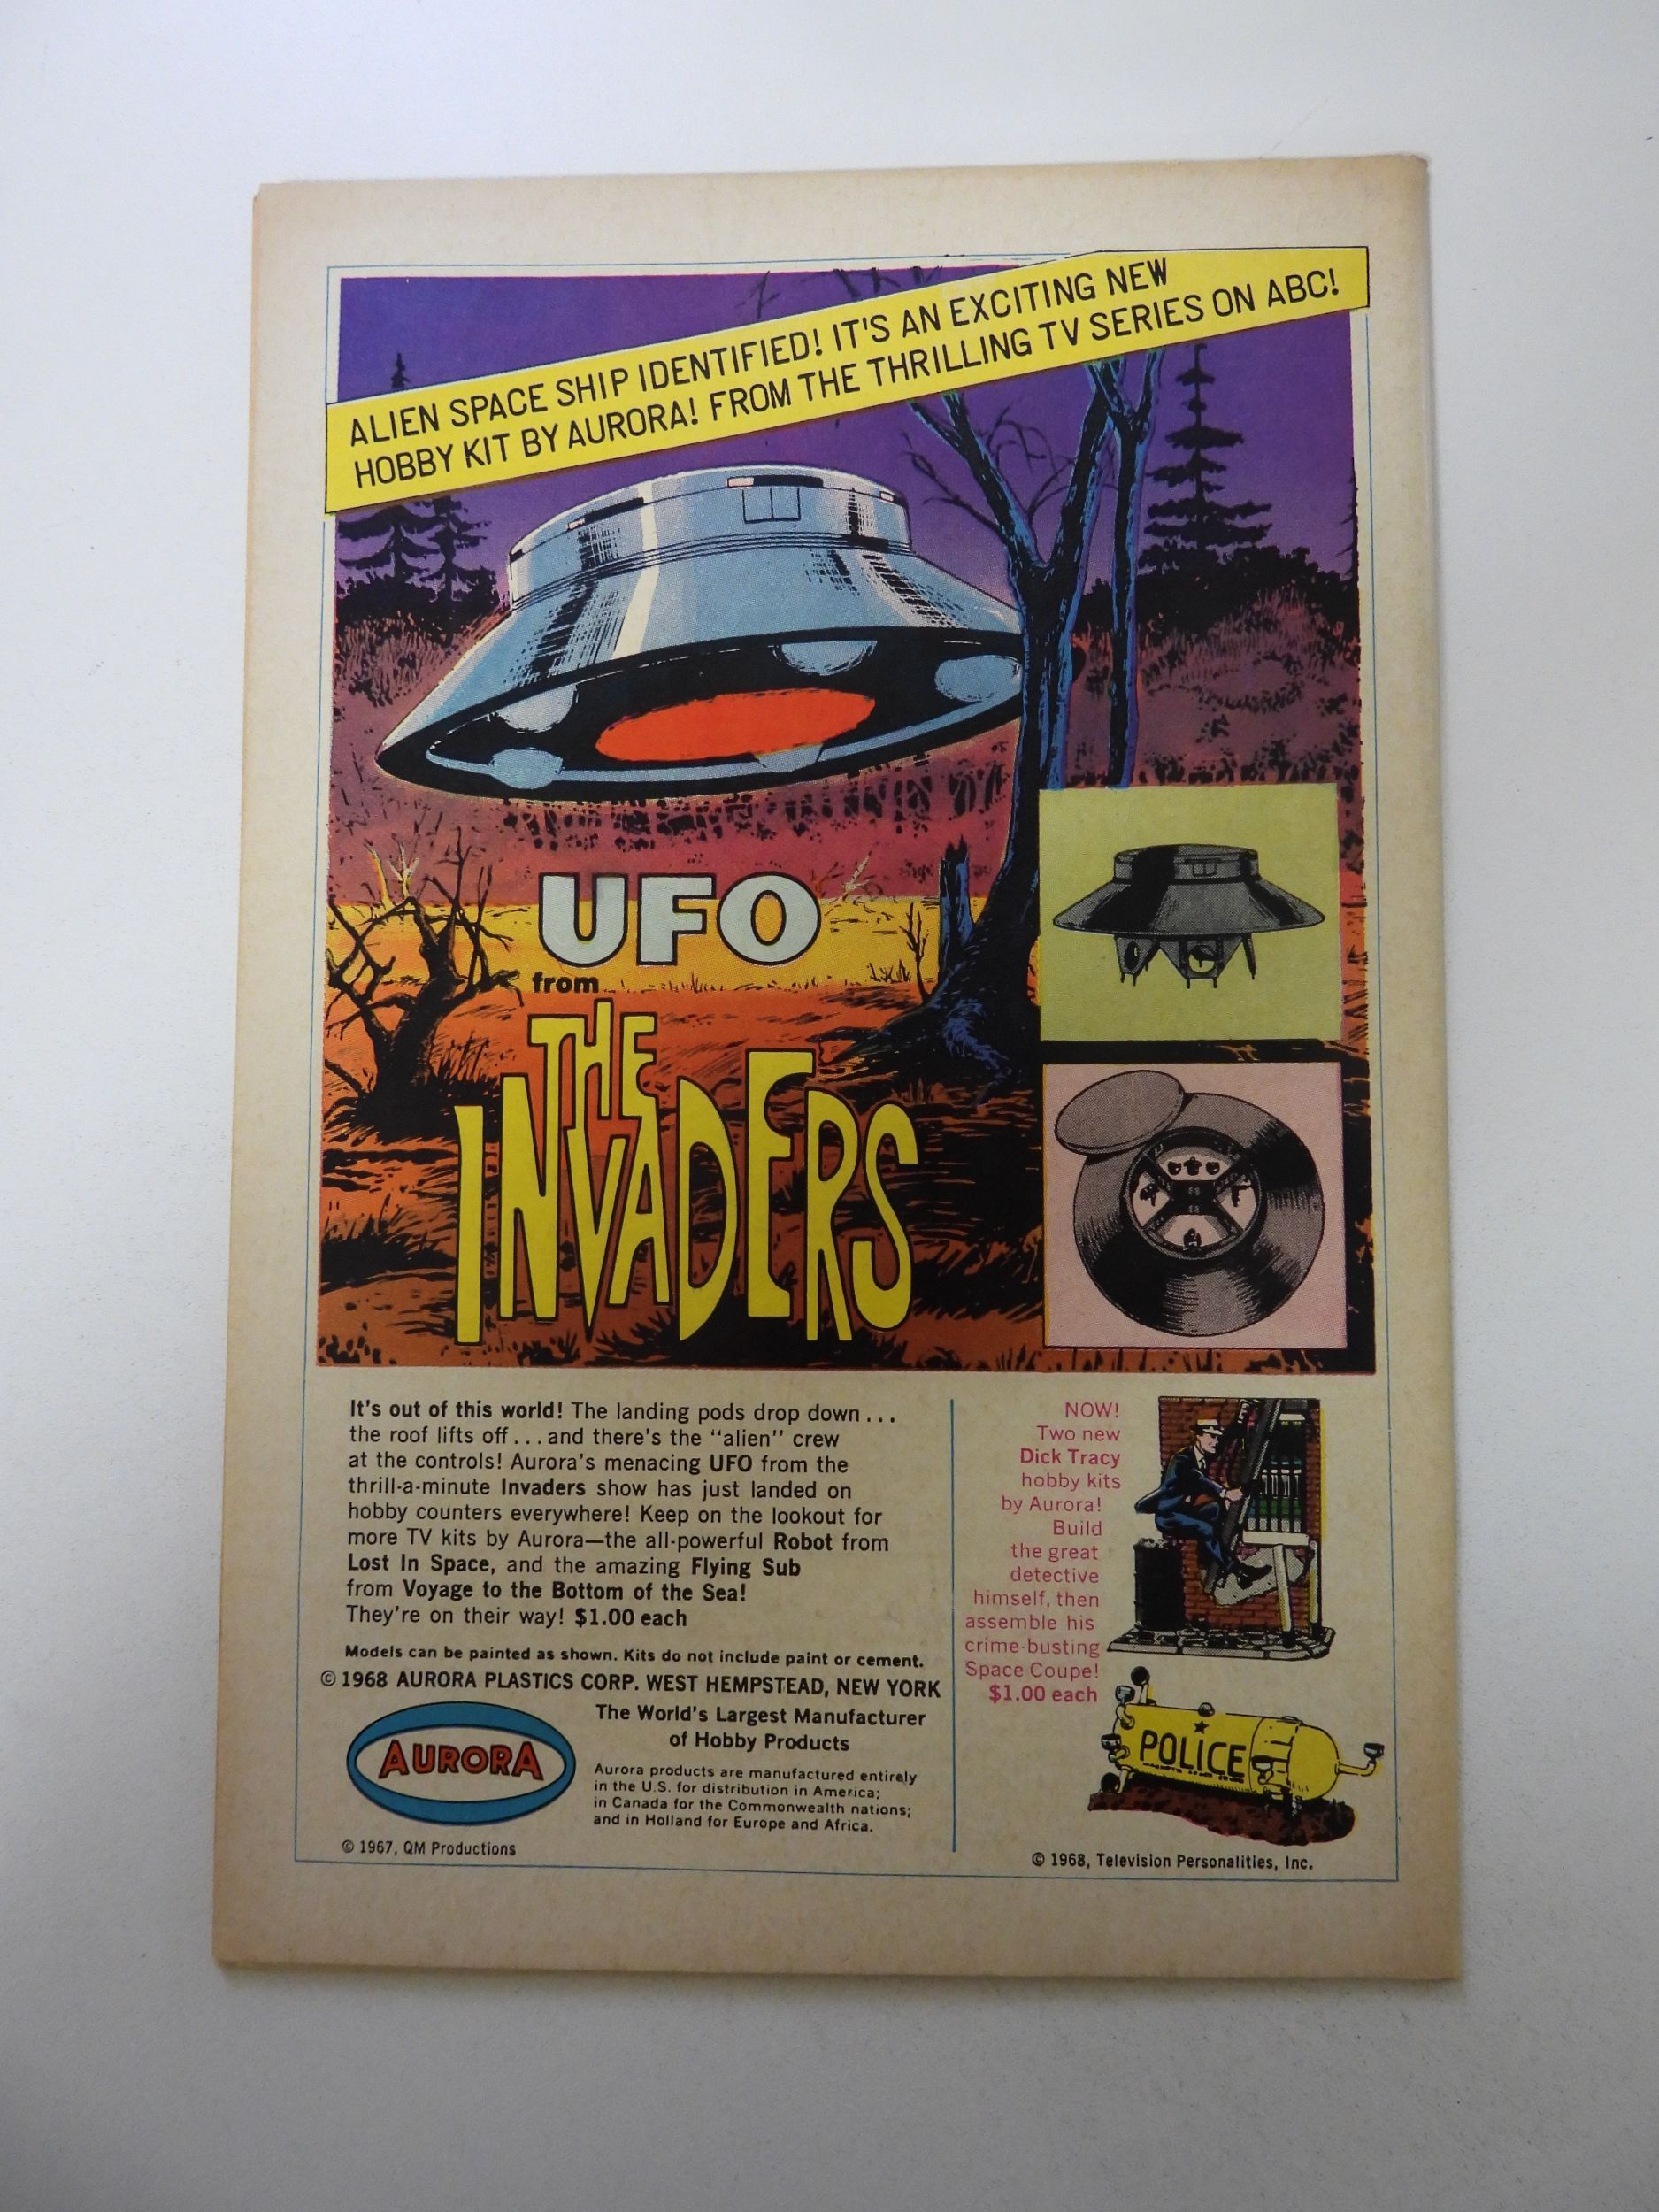 ALIEN SPACE SHIP IDENTIFIED! IT'S AN EXCITING NEW
HOBBY KIT BY AURORA! FROM THE THRILLING TV SERIES ON ABC!
UFO
from
THE
INVADERS
It's out of this world! The landing pods drop down...
the roof lifts off...and there's the "alien" crew
at the controls! Aurora's menacing UFO from the
thrill-a-minute Invaders show has just landed on
hobby counters everywhere! Keep on the lookout for
more TV kits by Aurora—the all-powerful Robot from
Lost In Space, and the amazing Flying Sub
from Voyage to the Bottom of the Sea!
They're on their way! $1.00 each
Models can be painted as shown. Kits do not include paint or cement.
© 1968 AURORA PLASTICS CORP. WEST HEMPSTEAD, NEW YORK
AURORA
The World's Largest Manufacturer
of Hobby Products
Aurora products are manufactured entirely
in the U.S. for distribution in America;
in Canada for the Commonwealth nations;
and in Holland for Europe and Africa.
© 1967, QM Productions
NOW!
Two new
Dick Tracy
hobby kits
by Aurora!
Build
the great
detective
himself, then
assemble his
crime-busting
Space Coupe!
$1.00 each
POLICE
© 1968, Television Personalities, Inc.